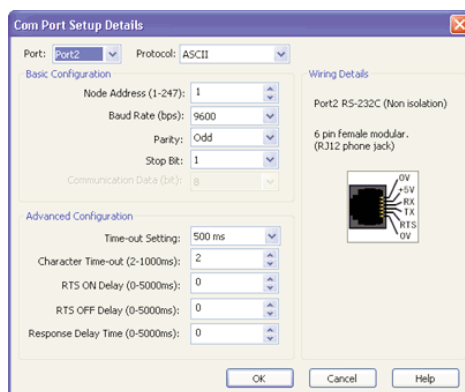 Com Port Setup Details
Port: Port2 Protocol: ASCII
Basic Configuration
Node Address (1-247): 1
Baud Rate (bps): 9600
Parity: Odd
Stop Bit: 1
Communication Data (bit): 8
Advanced Configuration
Time-out Setting: 500 ms
Character Time-out (2-1000ms): 2
RTS ON Delay (0-5000ms): 0
RTS OFF Delay (0-5000ms): 0
Response Delay Time (0-5000ms): 0
Wiring Details
Port2 RS-232C (Non isolation)
6 pin female modular.
(RJ12 phone jack)
0V
+5V
RX
TX
RTS
0V
OK Cancel Help